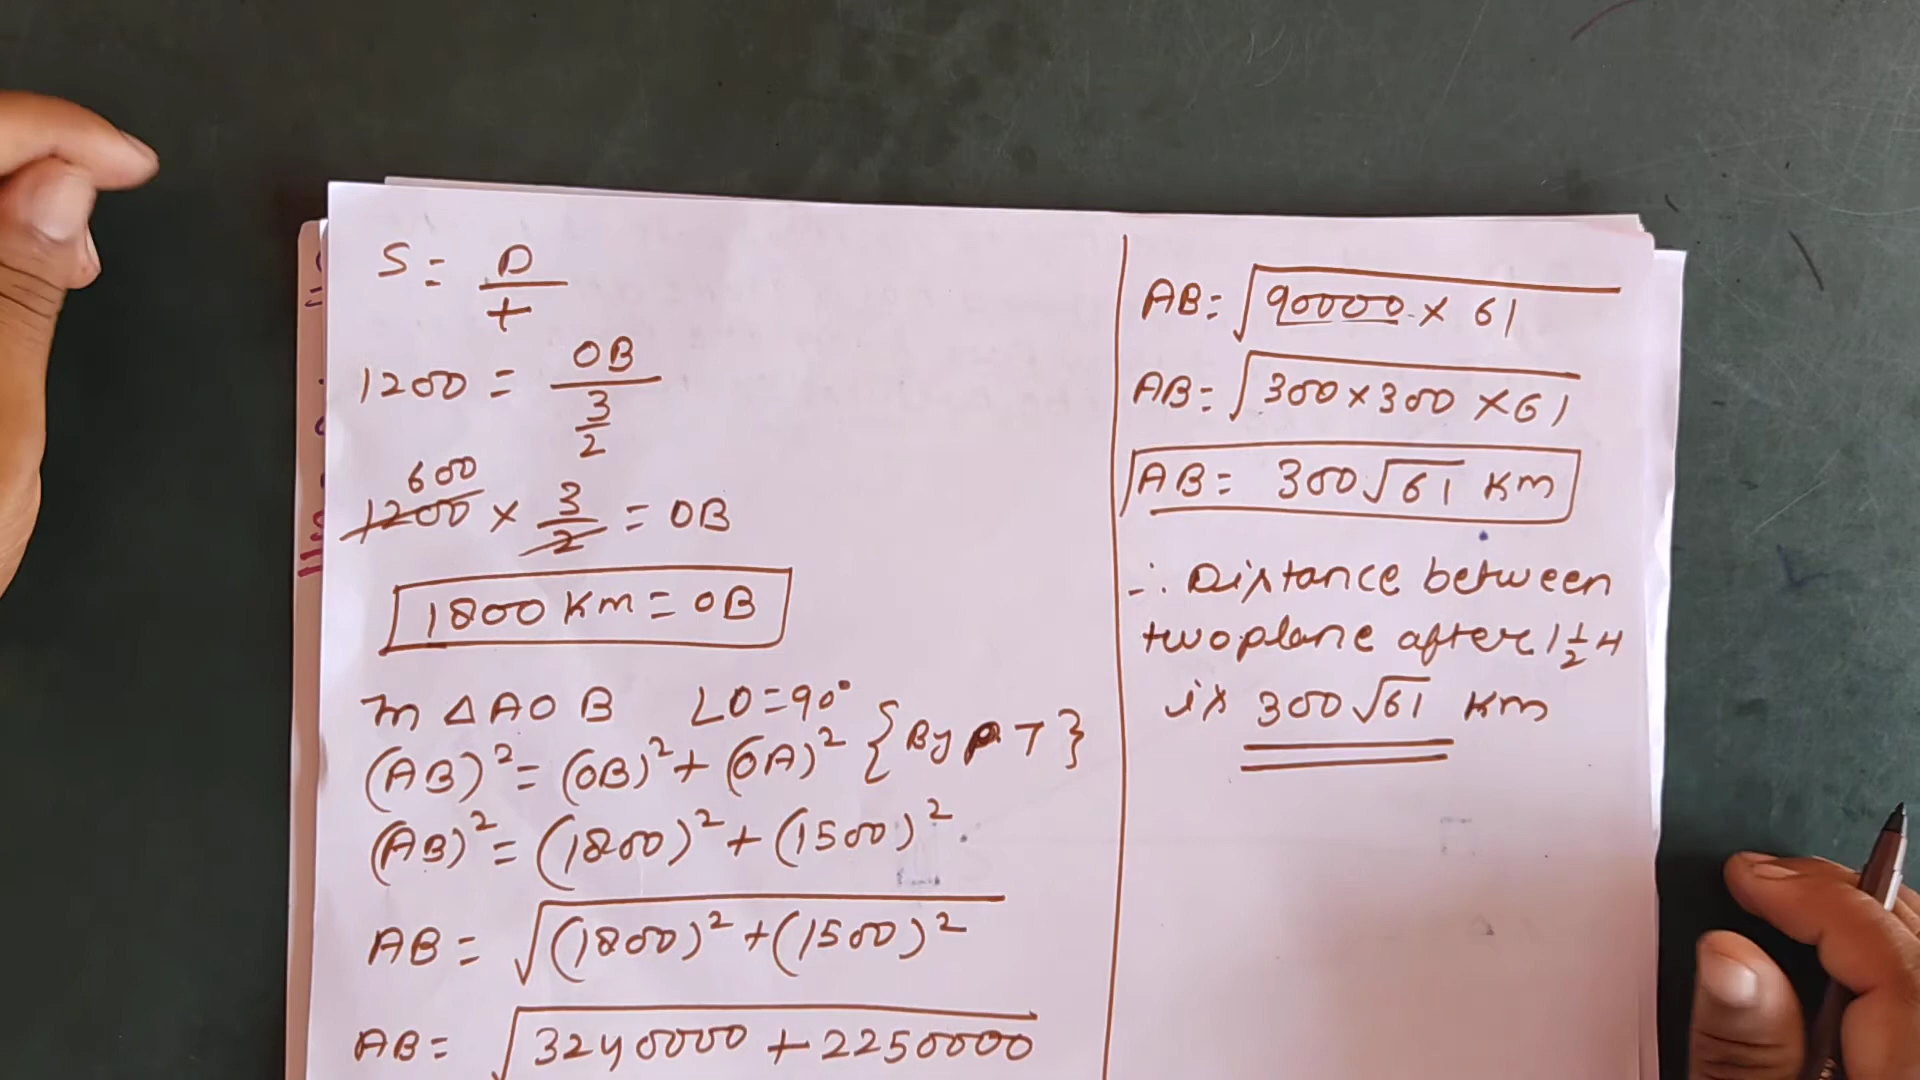 S = D/t
1200 = OB/(3/2)
600
1200 × 3/2 = OB
1800 Km = OB
In △AOB ∠O = 90°
(AB)² = (OB)² + (OA)² {By P T}
(AB)² = (1800)² + (1500)²
AB = √((1800)² + (1500)²)
AB = √(3240000 + 2250000)
AB = √(90000 × 61)
AB = √(300 × 300 × 61)
AB = 300√61 Km
∴ Distance between
two plane after 1 1/2 H
is 300√61 Km